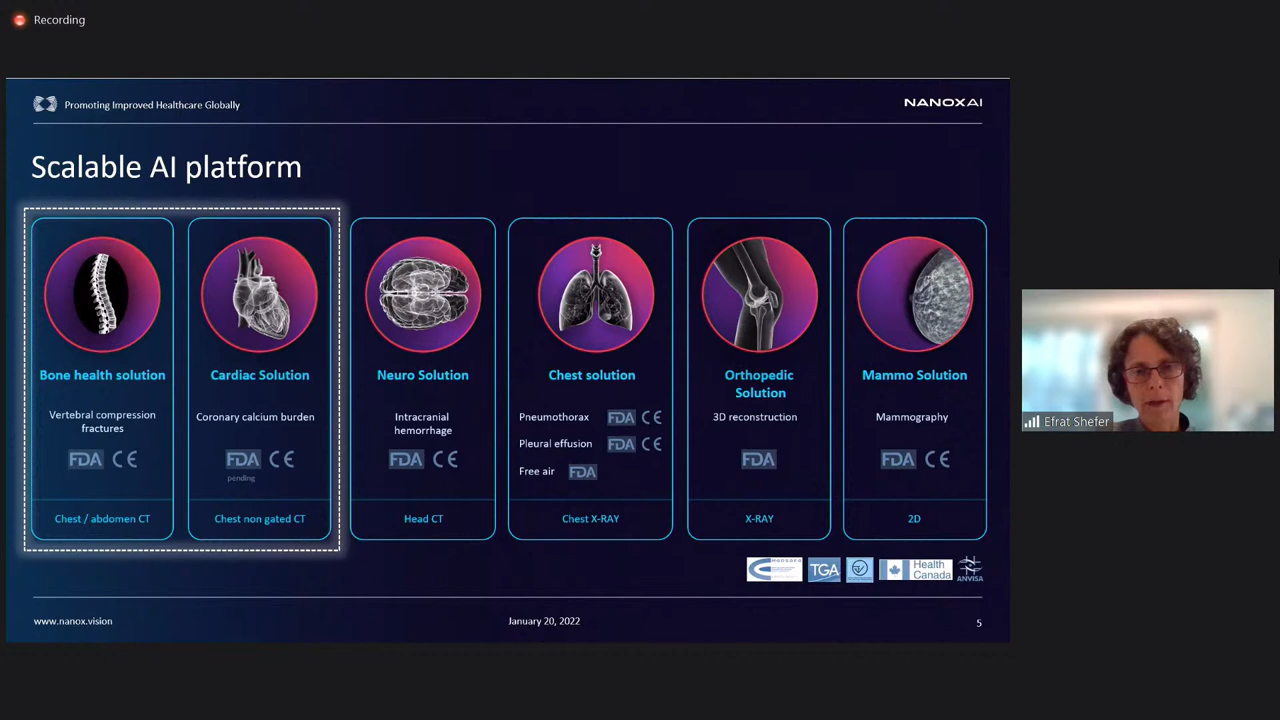 Recording
Promoting Improved Healthcare Globally
NANOXAI
Scalable AI platform
Bone health solution
Vertebral compression
fractures
FDA CE
Chest / abdomen CT
Cardiac Solution
Coronary calcium burden
FDA CE
pending
Chest non gated CT
Neuro Solution
Intracranial
hemorrhage
FDA CE
Head CT
Chest solution
Pneumothorax FDA CE
Pleural effusion FDA CE
Free air FDA
Chest X-RAY
Orthopedic
Solution
3D reconstruction
FDA
X-RAY
Mammo Solution
Mammography
FDA CE
2D
MEDSAFE
TGA
Health
Canada
ANVISA
www.nanox.vision
January 20, 2022
5
Efrat Shefer